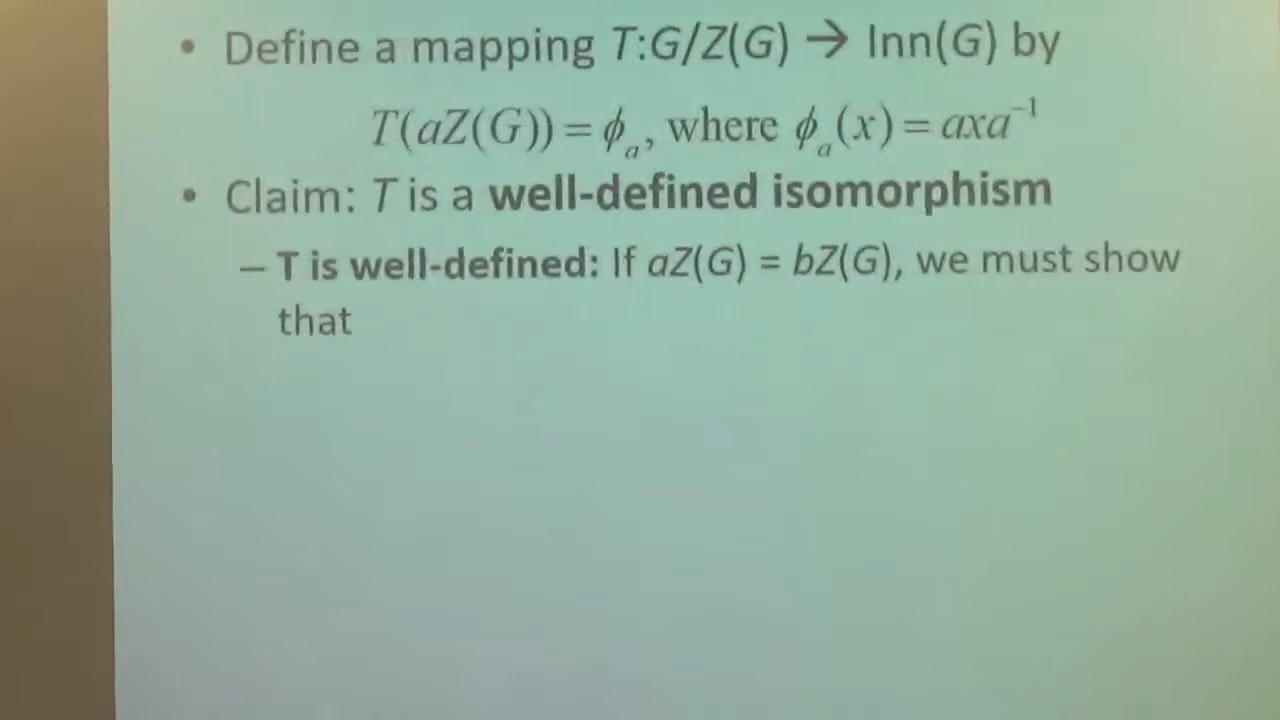 • Define a mapping T:G/Z(G) → Inn(G) by
T(aZ(G)) = ϕₐ, where ϕₐ(x) = axa⁻¹
• Claim: T is a well-defined isomorphism
– T is well-defined: If aZ(G) = bZ(G), we must show
that